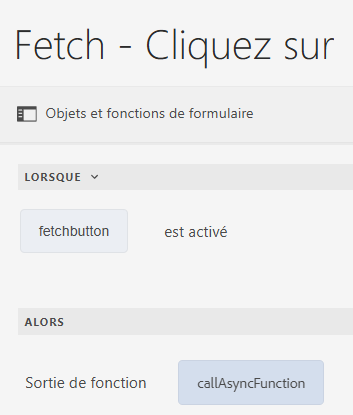 Fetch - Cliquez sur
Objets et fonctions de formulaire
LORSQUE
fetchbutton est activé
ALORS
Sortie de fonction callAsyncFunction